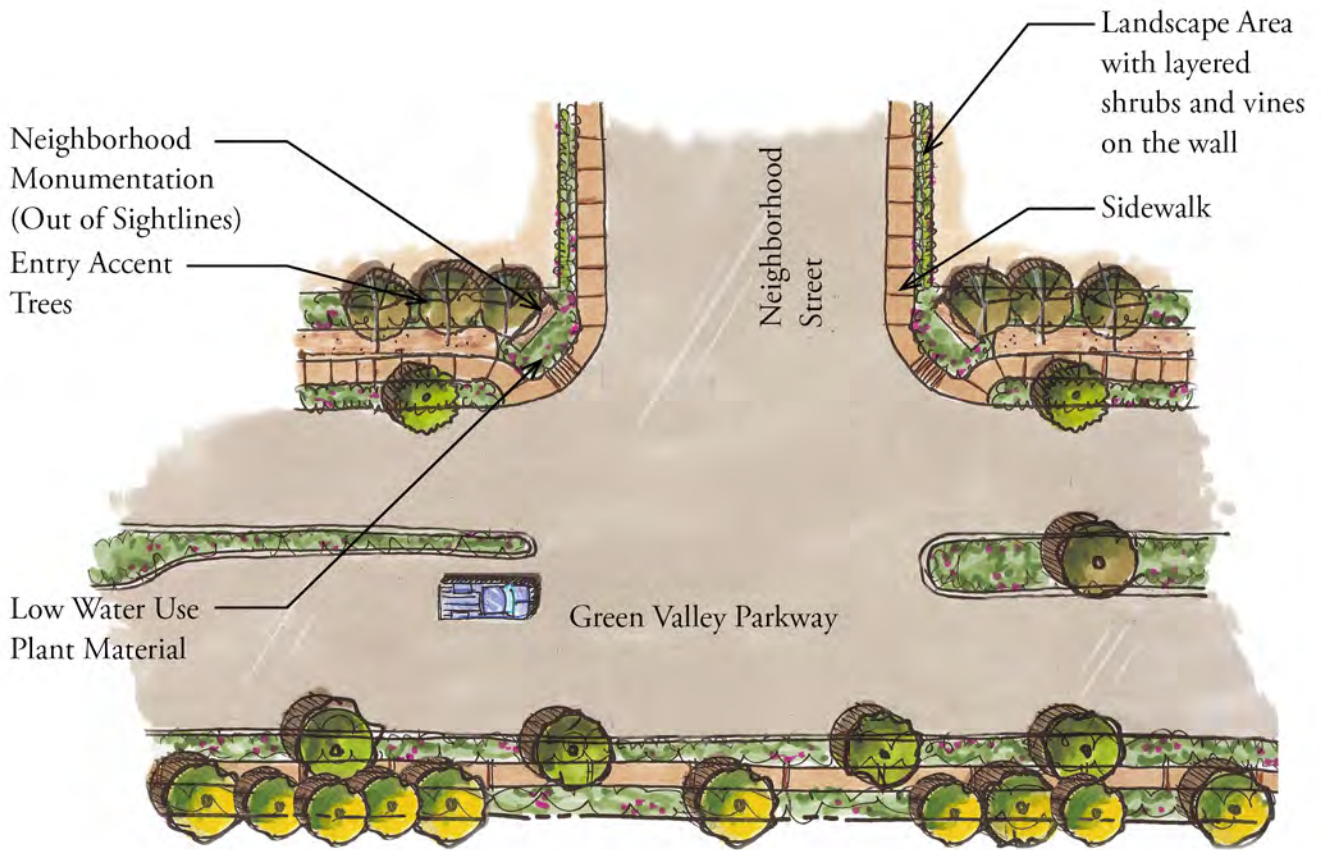 Landscape Area
with layered
shrubs and vines
on the wall
Neighborhood
Monumentation
(Out of Sightlines)
Sidewalk
Entry Accent
Trees
Neighborhood
Street
Low Water Use
Plant Material
Green Valley Parkway